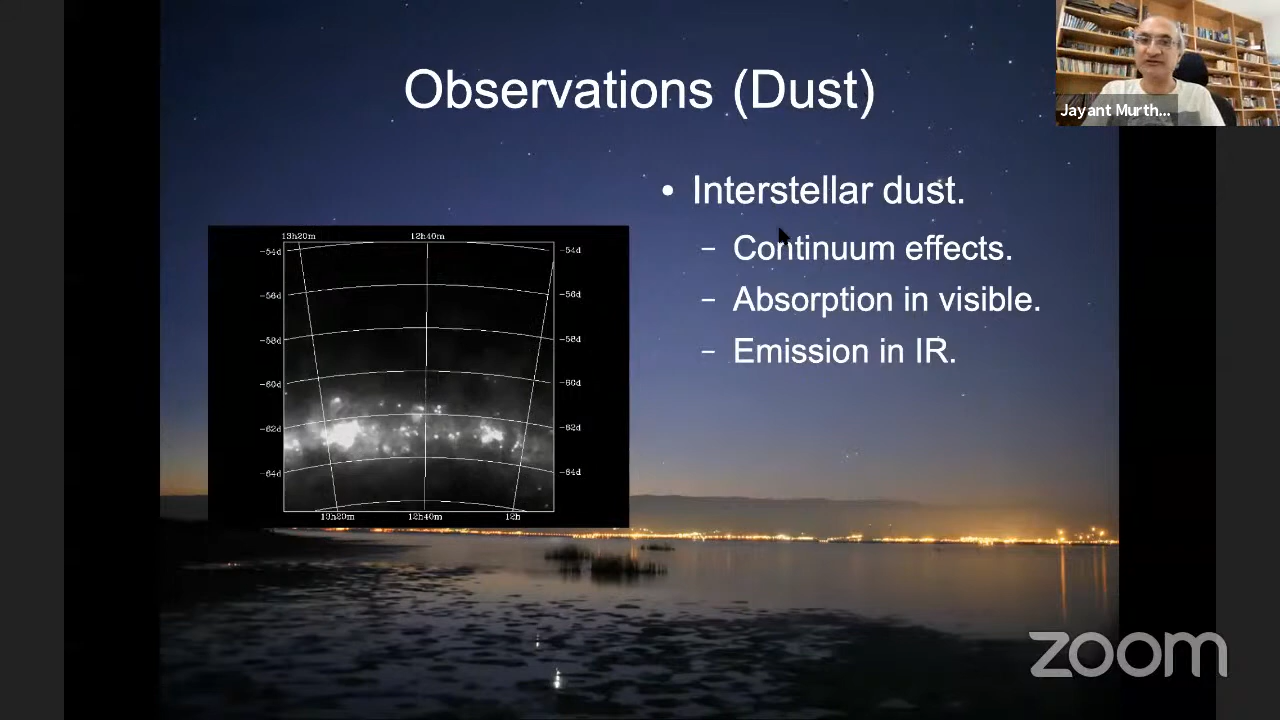 Observations (Dust)
Jayant Murth...
• Interstellar dust.
– Continuum effects.
– Absorption in visible.
– Emission in IR.
13h20m 12h40m
-54d -54d
-56d -56d
-58d -58d
-60d -60d
-62d -62d
-64d -64d
13h20m 12h40m 12h
zoom